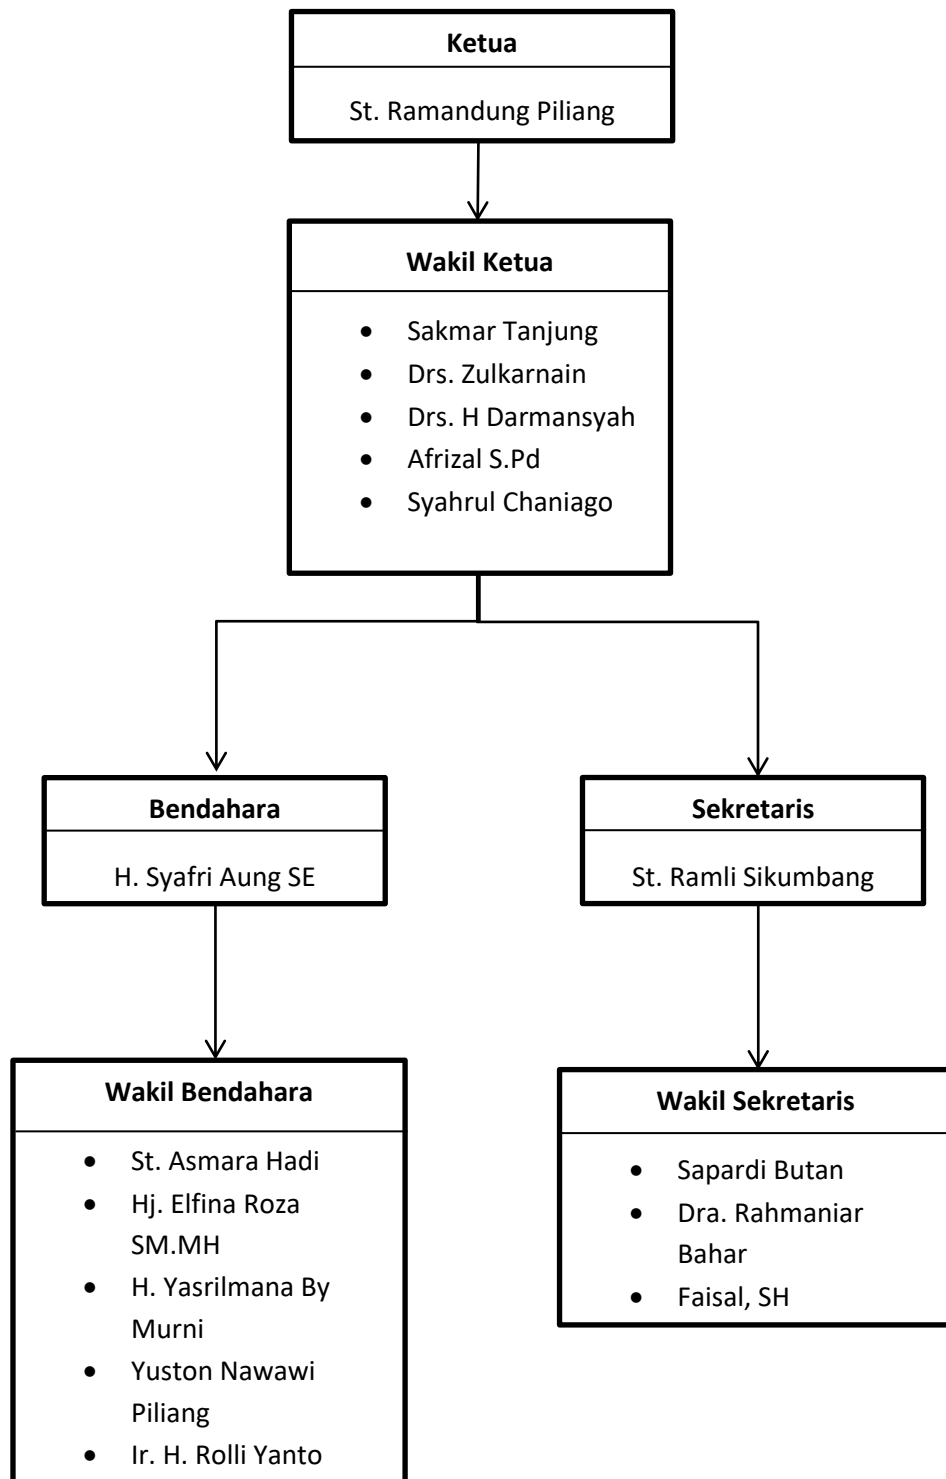 Ketua
St. Ramandung Piliang
Wakil Ketua
• Sakmar Tanjung
• Drs. Zulkarnain
• Drs. H Darmansyah
• Afrizal S.Pd
• Syahrul Chaniago
Bendahara
H. Syafri Aung SE
Sekretaris
St. Ramli Sikumbang
Wakil Bendahara
• St. Asmara Hadi
• Hj. Elfina Roza
SM.MH
• H. Yasrilmana By
Murni
• Yuston Nawawi
Piliang
• Ir. H. Rolli Yanto
Wakil Sekretaris
• Sapardi Butan
• Dra. Rahmaniar
Bahar
• Faisal, SH